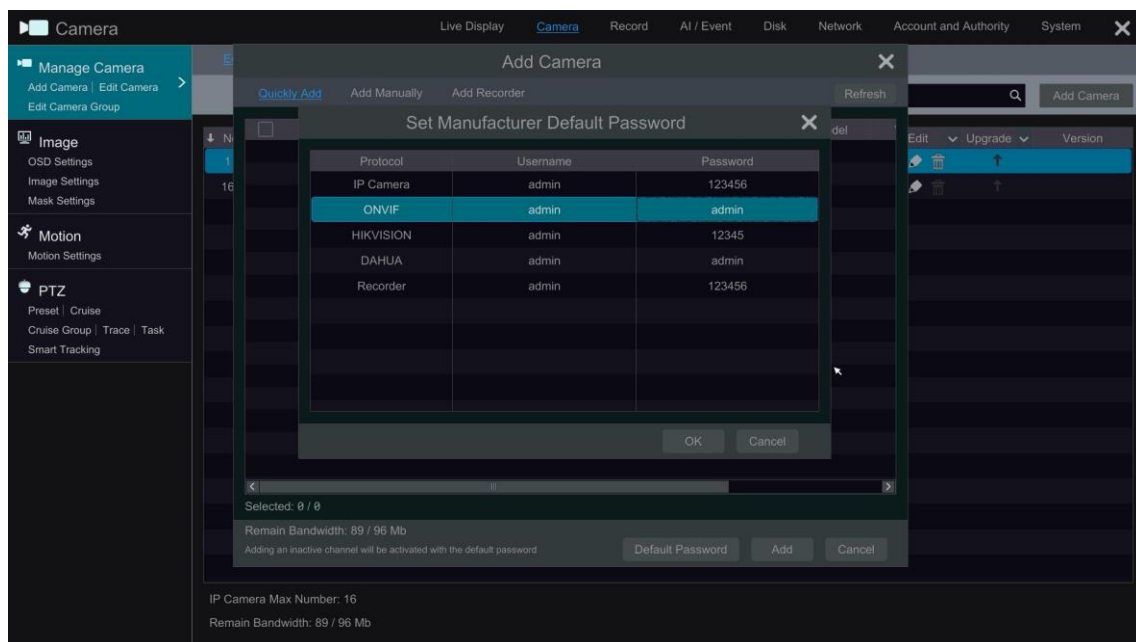 Camera
Live Display Camera Record AI / Event Disk Network Account and Authority System
Manage Camera
Add Camera | Edit Camera
Edit Camera Group
Image
OSD Settings
Image Settings
Mask Settings
Motion
Motion Settings
PTZ
Preset | Cruise
Cruise Group | Trace | Task
Smart Tracking
Add Camera
Edit Upgrade Version
1
16
Add Camera
Quickly Add Add Manually Add Recorder Refresh
Set Manufacturer Default Password
Protocol Username Password
IP Camera admin 123456
ONVIF admin admin
HIKVISION admin 12345
DAHUA admin admin
Recorder admin 123456
OK Cancel
Selected: 0 / 0
Remain Bandwidth: 89 / 96 Mb
Adding an inactive channel will be activated with the default password
Default Password Add Cancel
IP Camera Max Number: 16
Remain Bandwidth: 89 / 96 Mb